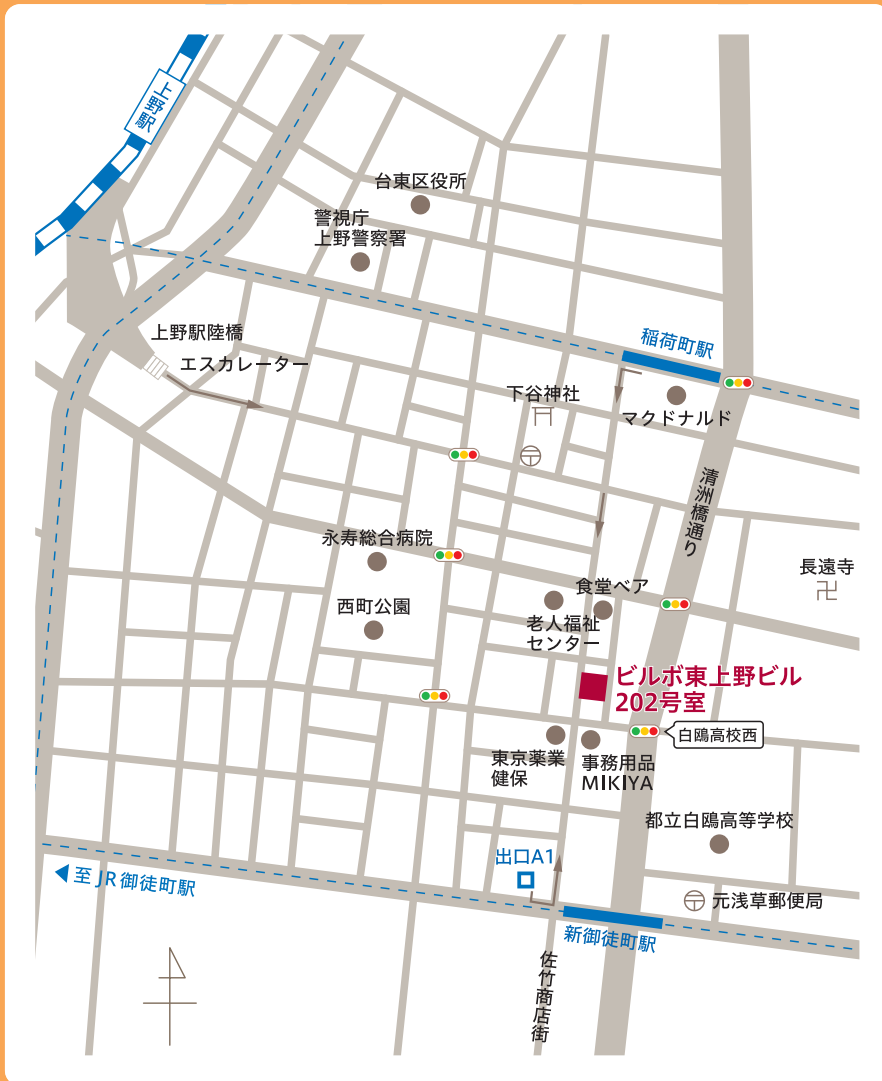 上野駅
台東区役所
警視庁
上野警察署
上野駅陸橋
エスカレーター
稲荷町駅
下谷神社
マクドナルド
清洲橋通り
永寿総合病院
長遠寺
食堂ベア
西町公園
老人福祉
センター
ビルボ東上野ビル
202号室
白鴎高校西
東京薬業
健保
事務用品
MIKIYA
都立白鴎高等学校
出口A1
至JR御徒町駅
元浅草郵便局
新御徒町駅
佐竹商店街